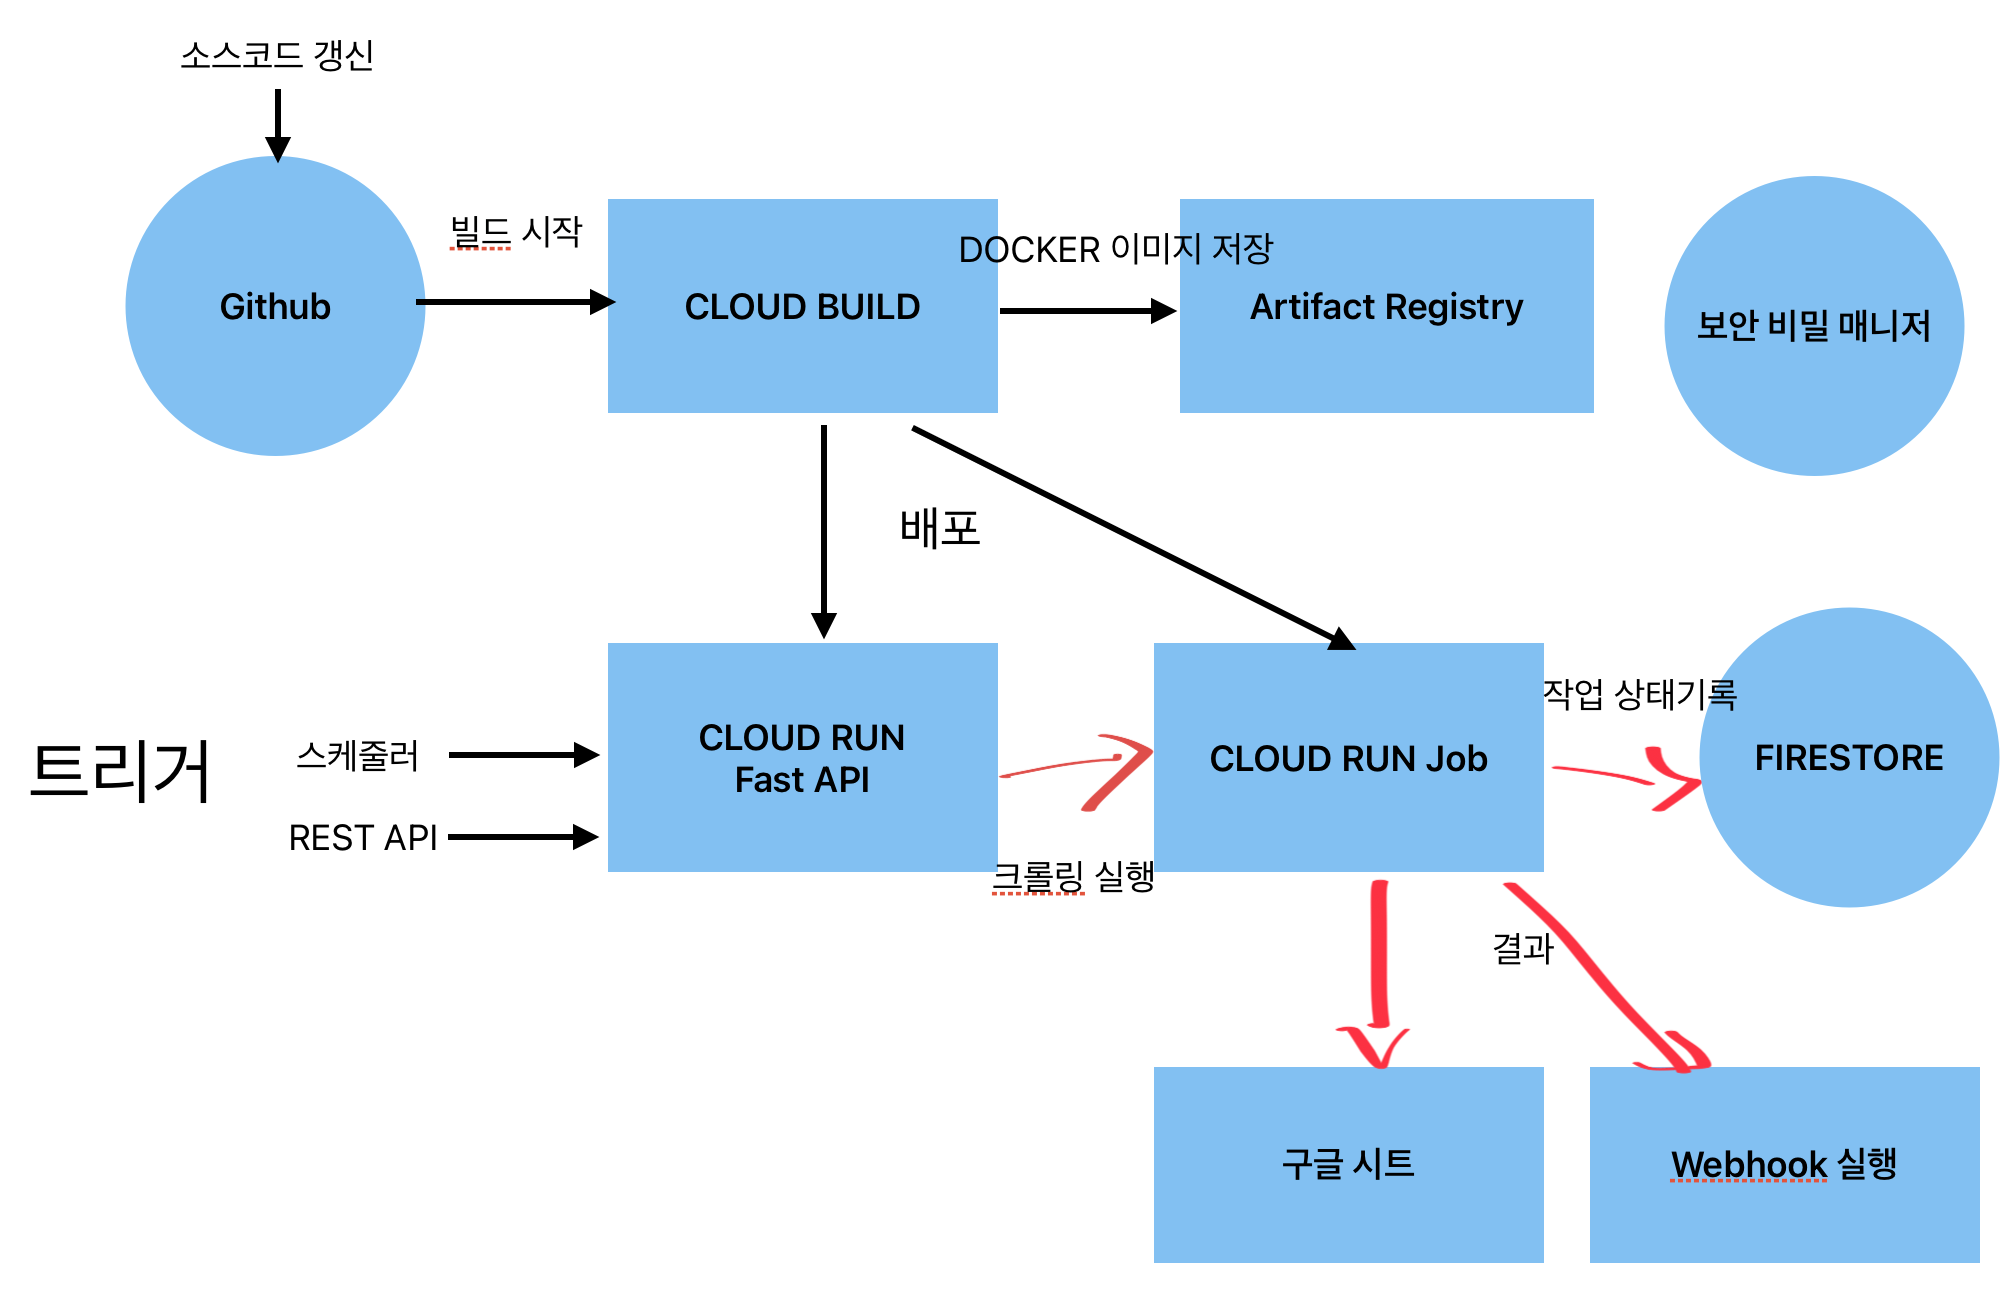 소스코드 갱신
빌드 시작
DOCKER 이미지 저장
Github
CLOUD BUILD
Artifact Registry
보안 비밀 매니저
배포
작업 상태기록
트리거
스케줄러
REST API
CLOUD RUN
Fast API
CLOUD RUN Job
FIRESTORE
크롤링 실행
결과
구글 시트
Webhook 실행